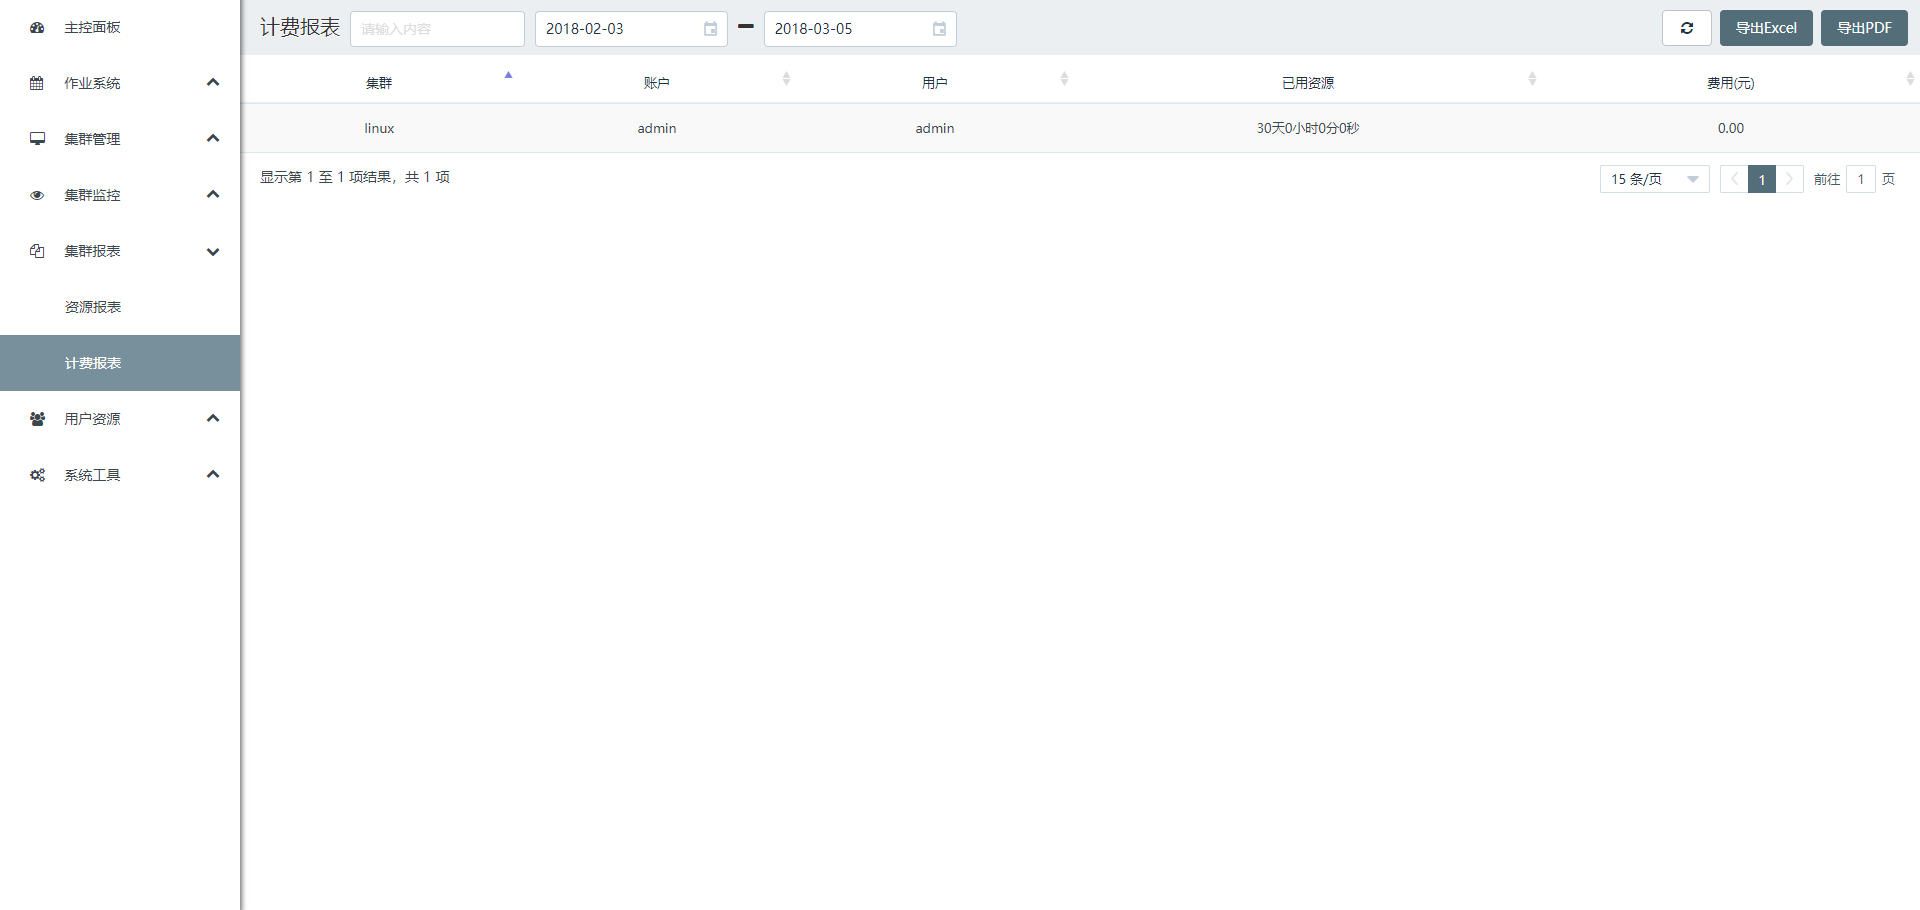 主控面板
作业系统
集群管理
集群监控
集群报表
资源报表
计费报表
用户资源
系统工具
计费报表 请输入内容 2018-02-03 2018-03-05 导出Excel 导出PDF
集群 账户 用户 已用资源 费用(元)
linux admin admin 30天0小时0分0秒 0.00
显示第 1 至 1 项结果，共 1 项 15 条/页 1 前往 1 页